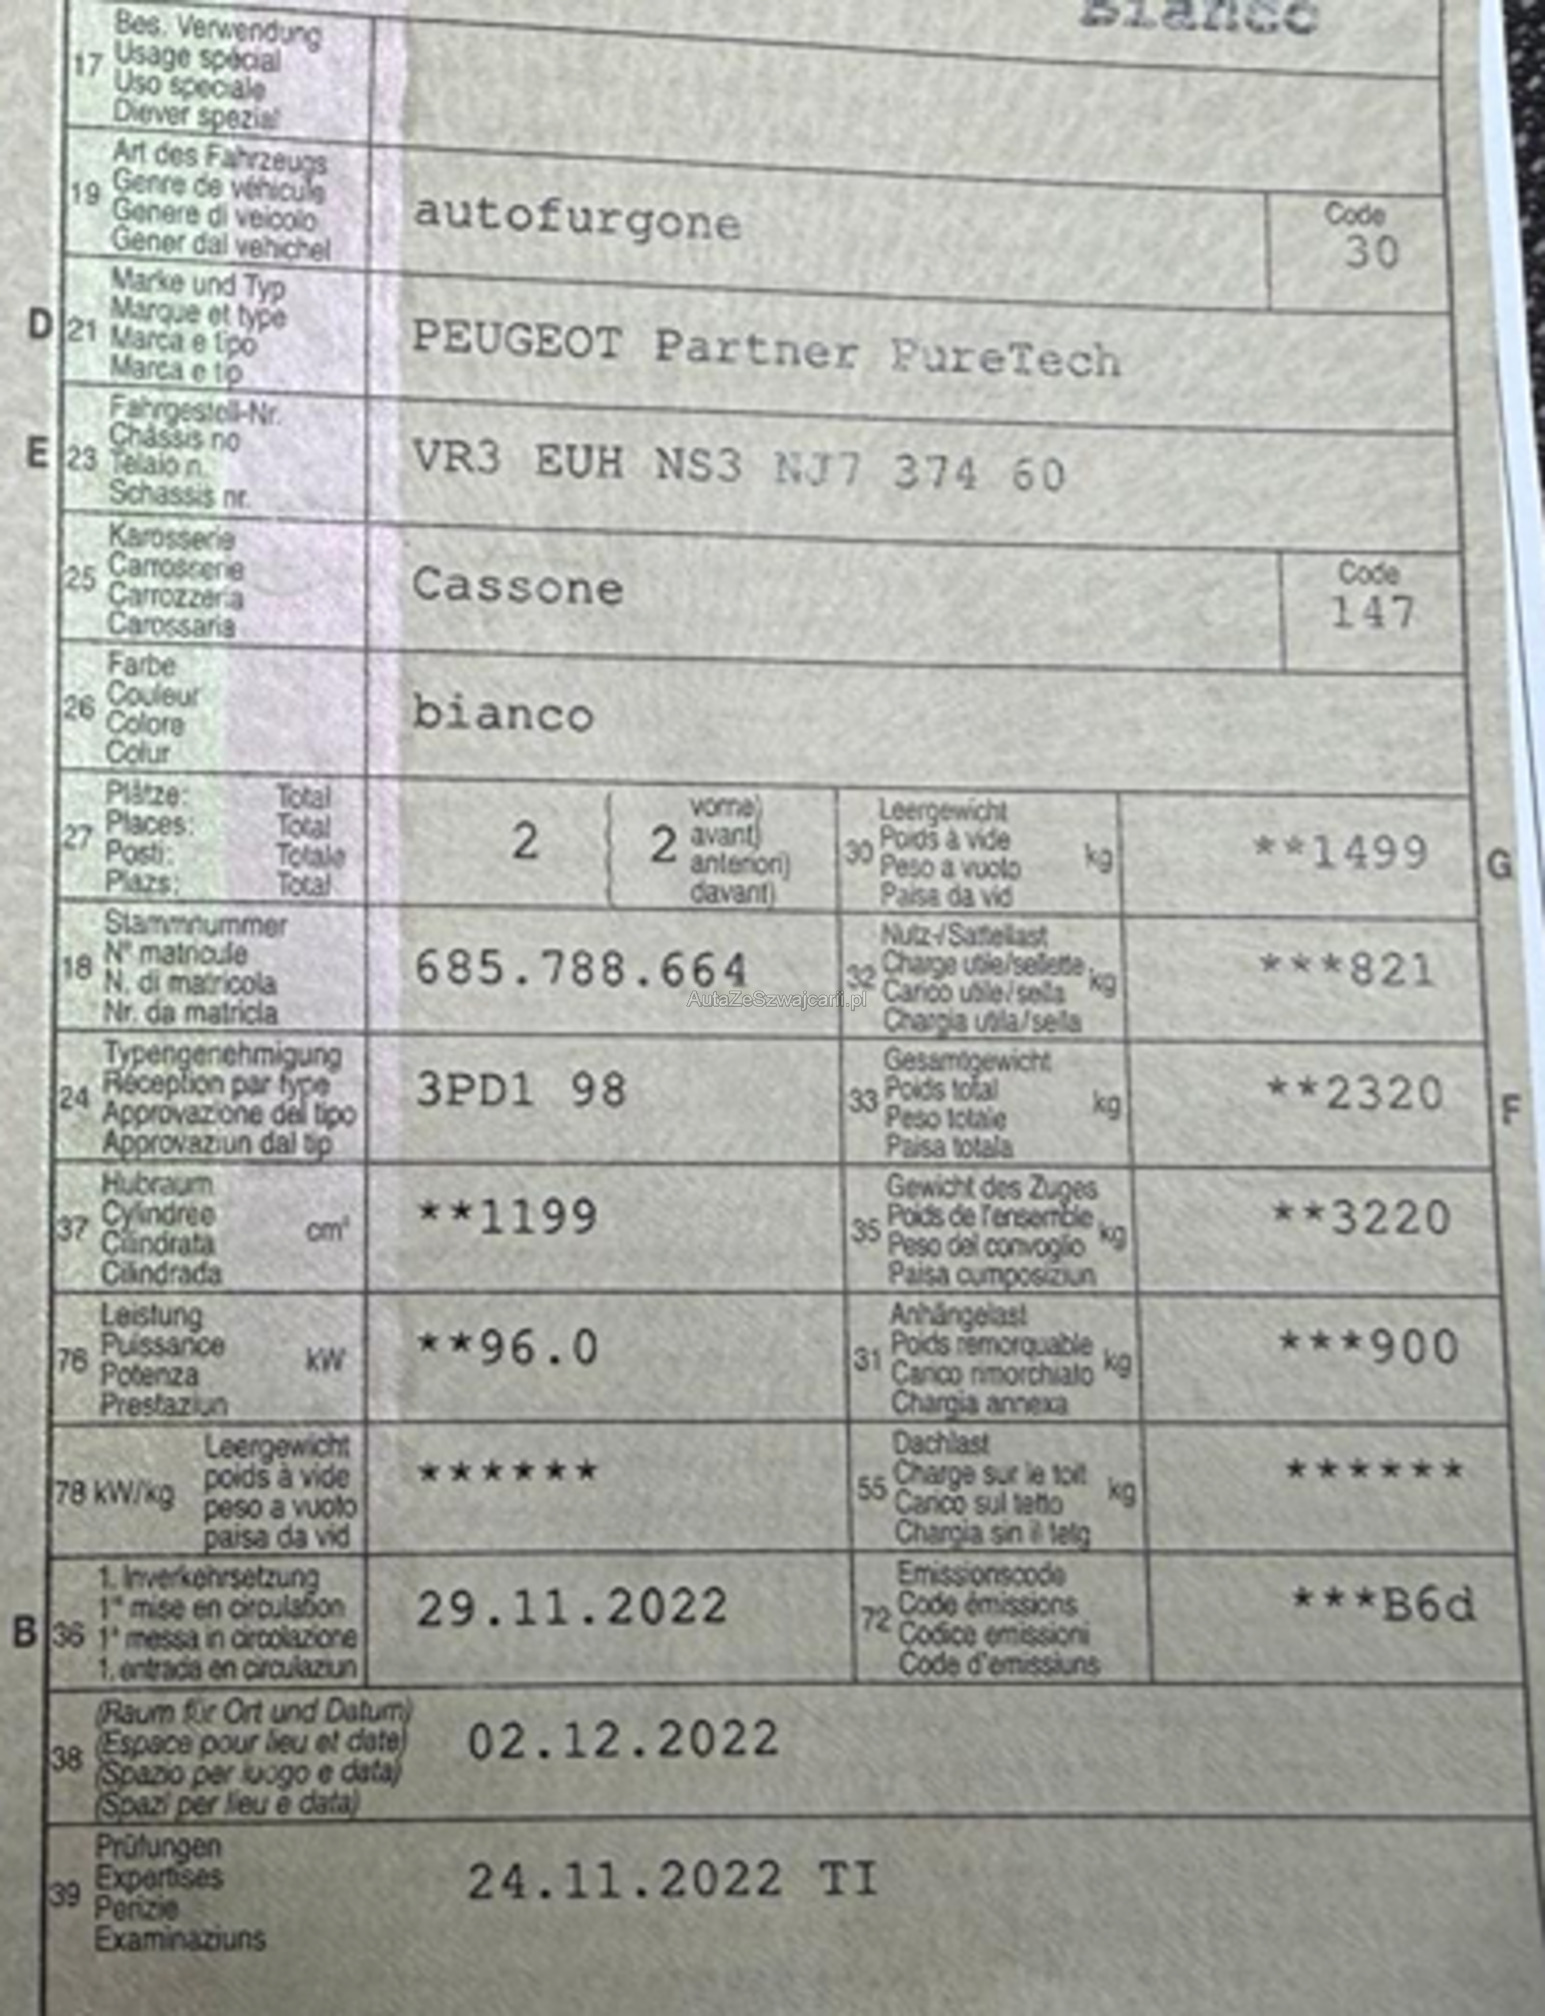 Bianco
17 Bes. Verwendung
Usage spécial
Uso speciale
Diever spezial
19 Art des Fahrzeugs
Genre de véhicule
Genere di veicolo
Gener dal vehichel
autofurgone
Code
30
D 21 Marke und Typ
Marque et type
Marca e tipo
Marca e tip
PEUGEOT Partner PureTech
E 23 Fahrgestell-Nr.
Châssis no
Telaio n.
Schassis nr.
VR3 EUH NS3 NJ7 374 60
25 Karosserie
Carrosserie
Carrozzeria
Carossaria
Cassone
Code
147
26 Farbe
Couleur
Colore
Colur
bianco
27 Plätze: Total
Places: Total
Posti: Totale
Plazs: Total
2 ( 2 vorne)
avant)
anteriori)
davant)
30 Leergewicht
Poids à vide
Peso a vuoto
Paisa da vid
kg
**1499 G
18 Stammnummer
N° matricule
N. di matricola
Nr. da matricla
685.788.664
AutaZeSzwajcarii.pl
32 Nutz-/Sattellast
Charge utile/sellette
Carico utile/sella
Chargia utila/sella
kg
***821
24 Typengenehmigung
Réception par type
Approvazione del tipo
Approvaziun dal tip
3PD1 98
33 Gesamtgewicht
Poids total
Peso totale
Paisa totala
kg
**2320 F
37 Hubraum
Cylindrée
Cilindrata
Cilindrada
cm³
**1199
35 Gewicht des Zuges
Poids de l'ensemble
Peso del convoglio
Paisa cumposiziun
kg
**3220
76 Leistung
Puissance
Potenza
Prestaziun
kW
**96.0
31 Anhängelast
Poids remorquable
Carico rimorchiato
Chargia annexa
kg
***900
78 kW/kg Leergewicht
poids à vide
peso a vuoto
paisa da vid
******
55 Dachlast
Charge sur le toit
Carico sul tetto
Chargia sin il tetg
kg
******
B 36 1. Inverkehrsetzung
1re mise en circulation
1a messa in circolazione
1. entrada en circulaziun
29.11.2022
72 Emissionscode
Code émissions
Codice emissioni
Code d'emissiuns
***B6d
38 (Raum für Ort und Datum)
(Espace pour lieu et date)
(Spazio per luogo e data)
(Spazi per lieu e data)
02.12.2022
39 Prüfungen
Expertises
Perizie
Examinaziuns
24.11.2022 TI